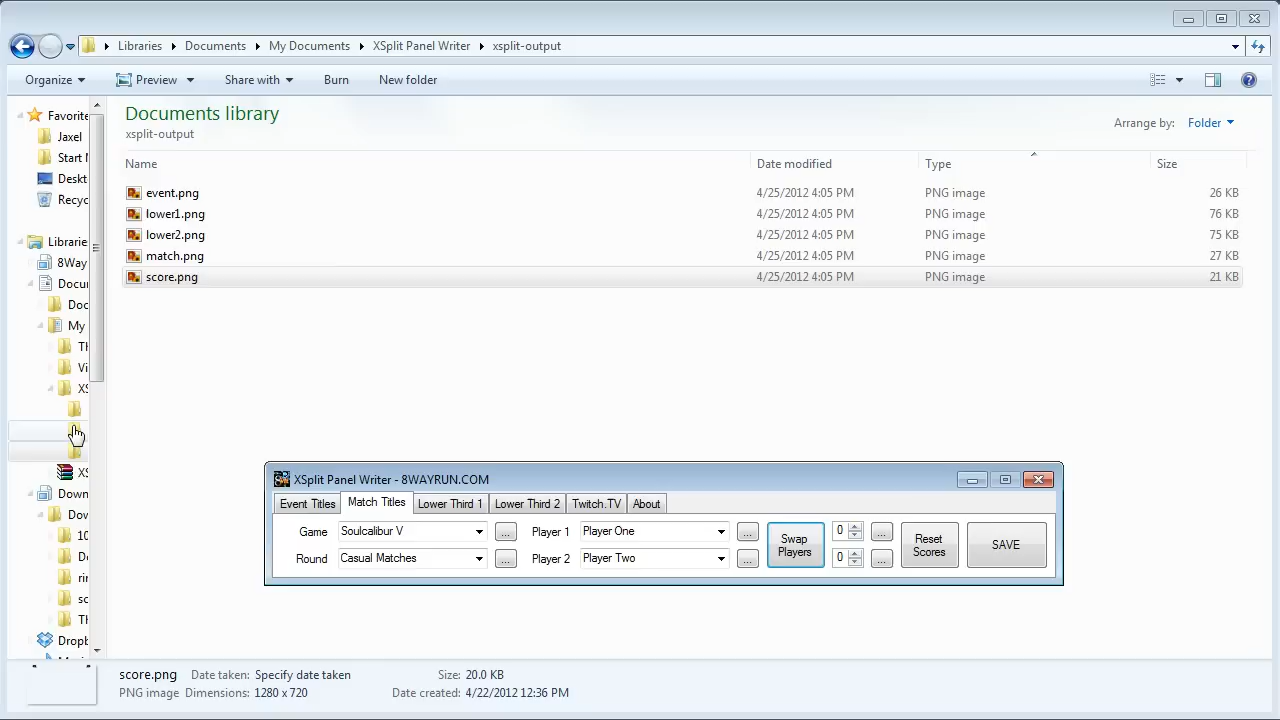 Libraries Documents My Documents XSplit Panel Writer xsplit-output
Organize Preview Share with Burn New folder
Favorite
Jaxel
Start M
Deskt
Recyc
Librarie
8Way
Docu
Doc
My
Th
Vi
XS
XS
Down
Dow
10
De
rir
sc
Th
Dropb
Documents library
xsplit-output
Arrange by: Folder
Name Date modified Type Size
event.png 4/25/2012 4:05 PM PNG image 26 KB
lower1.png 4/25/2012 4:05 PM PNG image 76 KB
lower2.png 4/25/2012 4:05 PM PNG image 75 KB
match.png 4/25/2012 4:05 PM PNG image 27 KB
score.png 4/25/2012 4:05 PM PNG image 21 KB
XSplit Panel Writer - 8WAYRUN.COM
Event Titles Match Titles Lower Third 1 Lower Third 2 Twitch.TV About
Game Soulcalibur V ... Player 1 Player One ... Swap Players 0 ... Reset Scores SAVE
Round Casual Matches ... Player 2 Player Two ... 0 ...
score.png Date taken: Specify date taken Size: 20.0 KB
PNG image Dimensions: 1280 x 720 Date created: 4/22/2012 12:36 PM